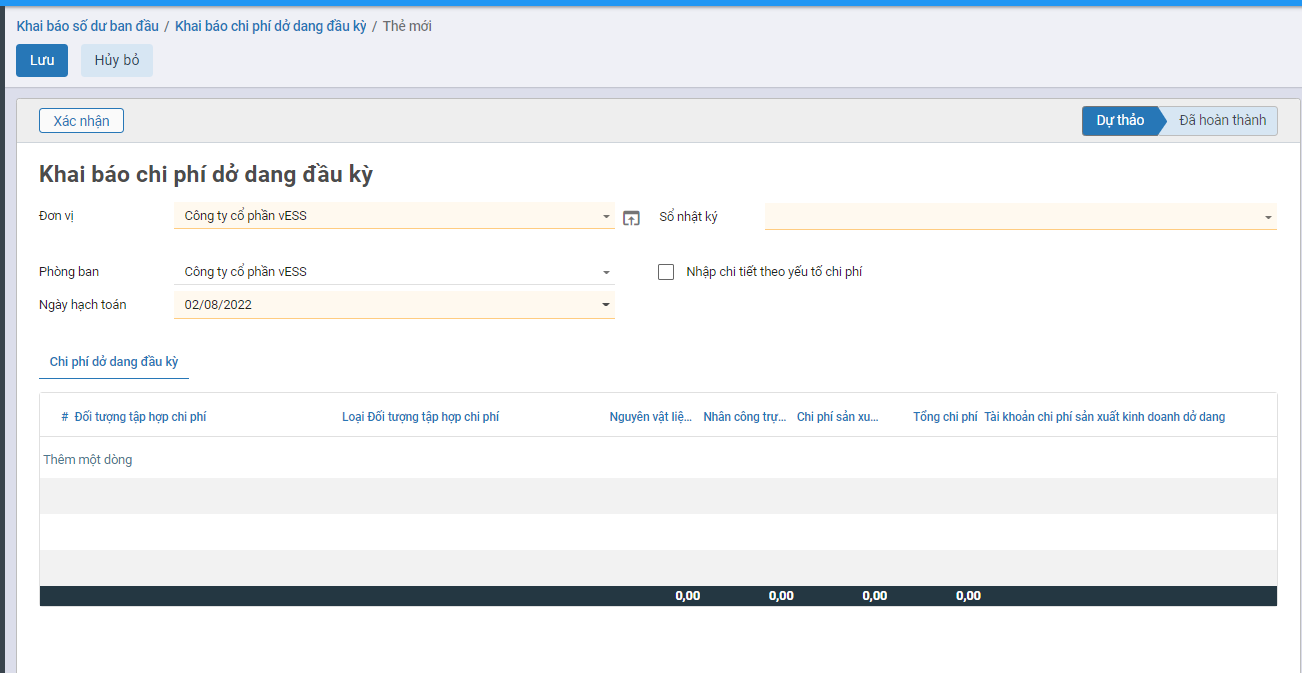 Khai báo số dư ban đầu / Khai báo chi phí dở dang đầu kỳ / Thẻ mới
Lưu Hủy bỏ
Xác nhận Dự thảo Đã hoàn thành
Khai báo chi phí dở dang đầu kỳ
Đơn vị Công ty cổ phần vESS Sổ nhật ký
Phòng ban Công ty cổ phần vESS Nhập chi tiết theo yếu tố chi phí
Ngày hạch toán 02/08/2022
Chi phí dở dang đầu kỳ
# Đối tượng tập hợp chi phí Loại Đối tượng tập hợp chi phí Nguyên vật liệ... Nhân công trự... Chi phí sản xu... Tổng chi phí Tài khoản chi phí sản xuất kinh doanh dở dang
Thêm một dòng
0,00 0,00 0,00 0,00